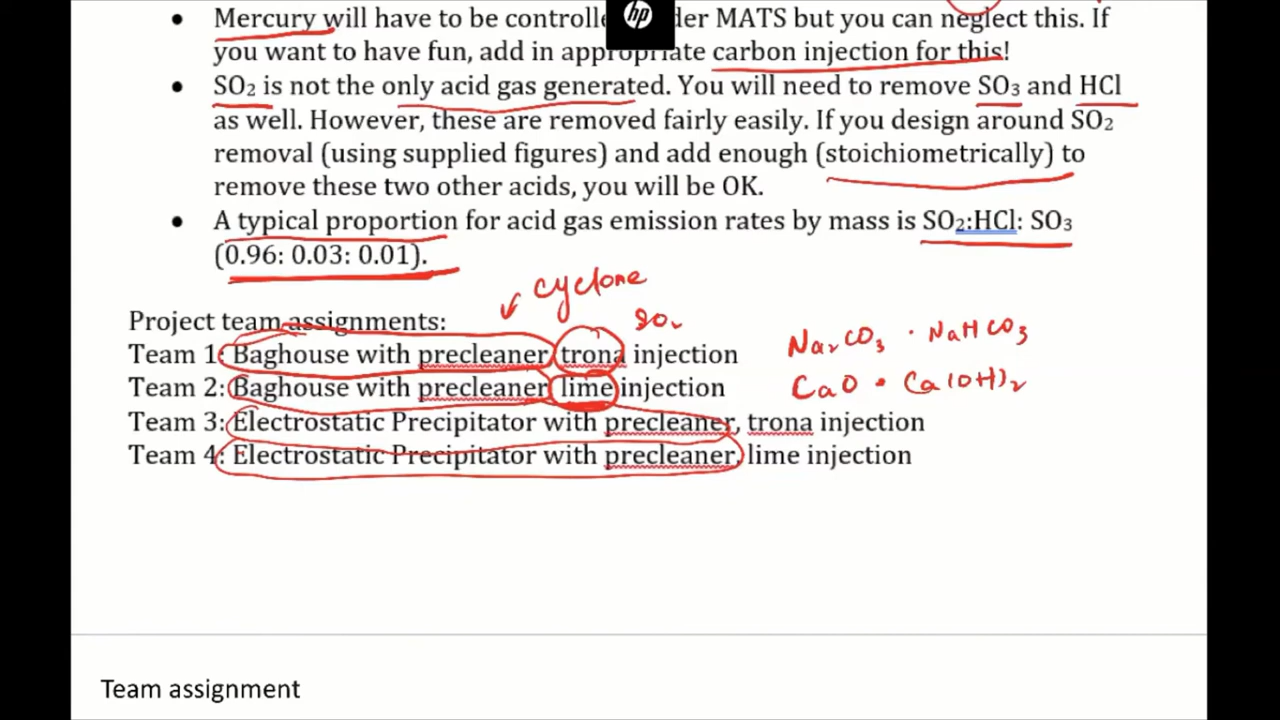 hp
Mercury will have to be controlle der MATS but you can neglect this. If
you want to have fun, add in appropriate carbon injection for this!
SO₂ is not the only acid gas generated. You will need to remove SO₃ and HCl
as well. However, these are removed fairly easily. If you design around SO₂
removal (using supplied figures) and add enough (stoichiometrically) to
remove these two other acids, you will be OK.
A typical proportion for acid gas emission rates by mass is SO₂:HCl: SO₃
(0.96: 0.03: 0.01).
cyclone
Project team assignments:
SO₂
Team 1: Baghouse with precleaner trona injection
Na₂CO₃ · NaHCO₃
Team 2: Baghouse with precleaner lime injection
CaO • Ca(OH)₂
Team 3: Electrostatic Precipitator with precleaner, trona injection
Team 4: Electrostatic Precipitator with precleaner, lime injection
Team assignment